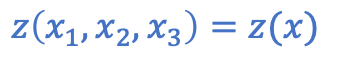 z(x₁, x₂, x₃) = z(x)